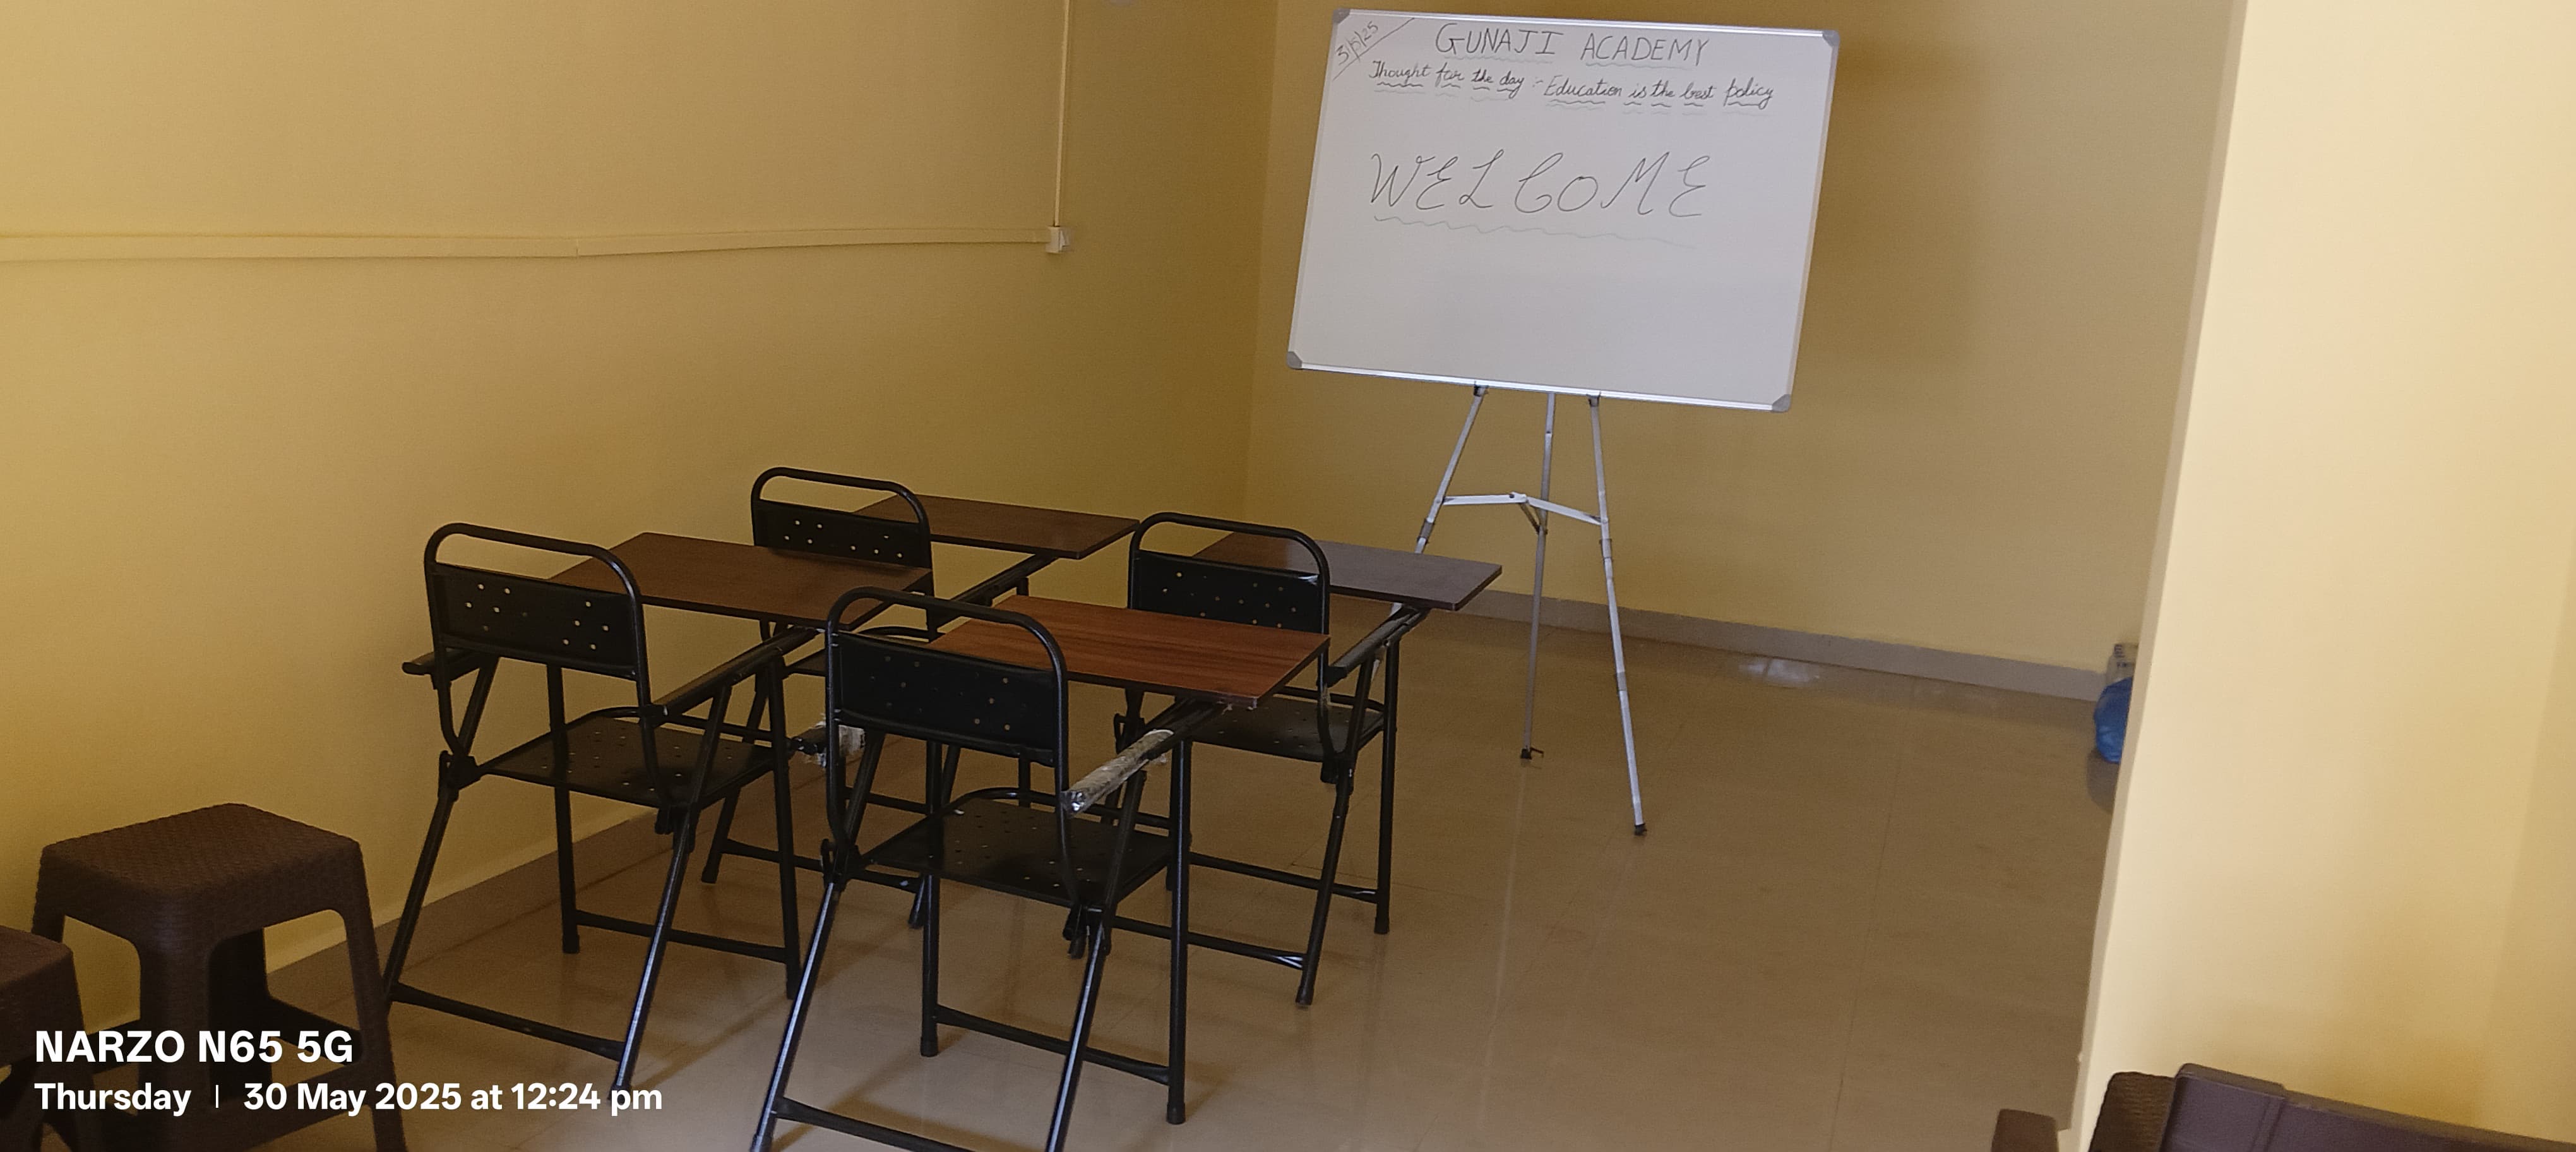 3/5/25
GUNAJI ACADEMY
Thought for the day :- Education is the best policy
WELCOME
NARZO N65 5G
Thursday | 30 May 2025 at 12:24 pm